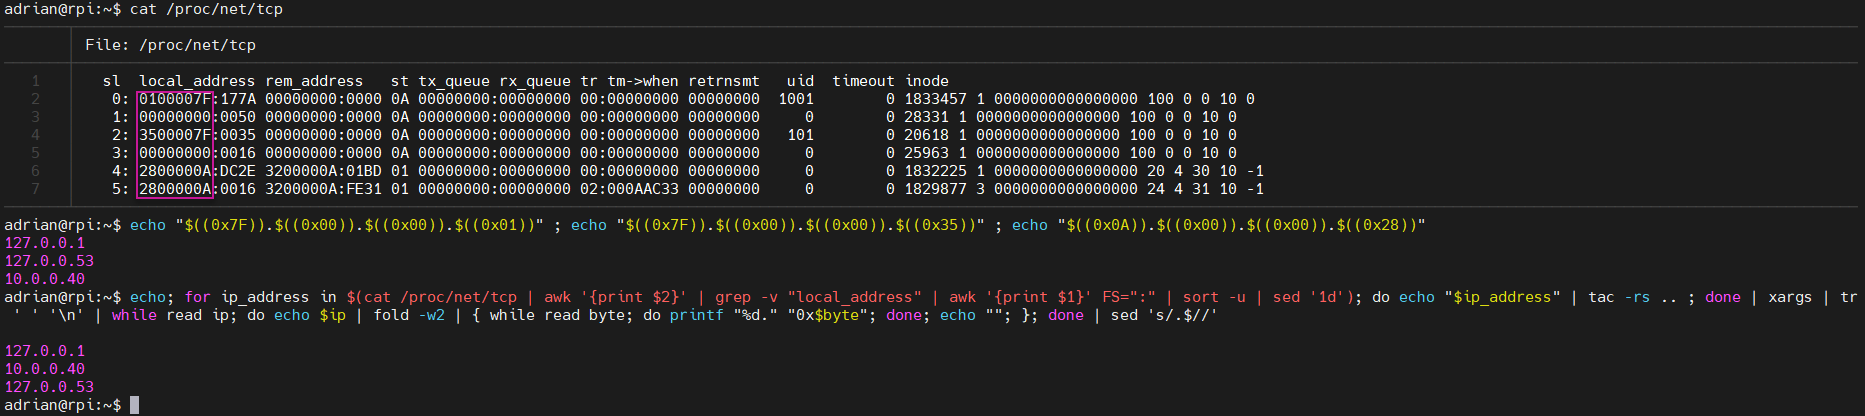 adrian@rpi:~$ cat /proc/net/tcp
File: /proc/net/tcp
1 sl local_address rem_address st tx_queue rx_queue tr tm->when retrnsmt uid timeout inode
2 0: 0100007F:177A 00000000:0000 0A 00000000:00000000 00:00000000 00000000 1001 0 1833457 1 0000000000000000 100 0 0 10 0
3 1: 00000000:0050 00000000:0000 0A 00000000:00000000 00:00000000 00000000 0 0 28331 1 0000000000000000 100 0 0 10 0
4 2: 3500007F:0035 00000000:0000 0A 00000000:00000000 00:00000000 00000000 101 0 20618 1 0000000000000000 100 0 0 10 0
5 3: 00000000:0016 00000000:0000 0A 00000000:00000000 00:00000000 00000000 0 0 25963 1 0000000000000000 100 0 0 10 0
6 4: 2800000A:DC2E 3200000A:01BD 01 00000000:00000000 00:00000000 00000000 0 0 1832225 1 0000000000000000 20 4 30 10 -1
7 5: 2800000A:0016 3200000A:FE31 01 00000000:00000000 02:000AAC33 00000000 0 0 1829877 3 0000000000000000 24 4 31 10 -1
adrian@rpi:~$ echo "$((0x7F)).$((0x00)).$((0x00)).$((0x01))" ; echo "$((0x7F)).$((0x00)).$((0x00)).$((0x35))" ; echo "$((0x0A)).$((0x00)).$((0x00)).$((0x28))"
127.0.0.1
127.0.0.53
10.0.0.40
adrian@rpi:~$ echo; for ip_address in $(cat /proc/net/tcp | awk '{print $2}' | grep -v "local_address" | awk '{print $1}' FS=":" | sort -u | sed '1d'); do echo "$ip_address" | tac -rs .. ; done | xargs | tr
' ' '\n' | while read ip; do echo $ip | fold -w2 | { while read byte; do printf "%d." "0x$byte"; done; echo ""; }; done | sed 's/.$//'
127.0.0.1
10.0.0.40
127.0.0.53
adrian@rpi:~$